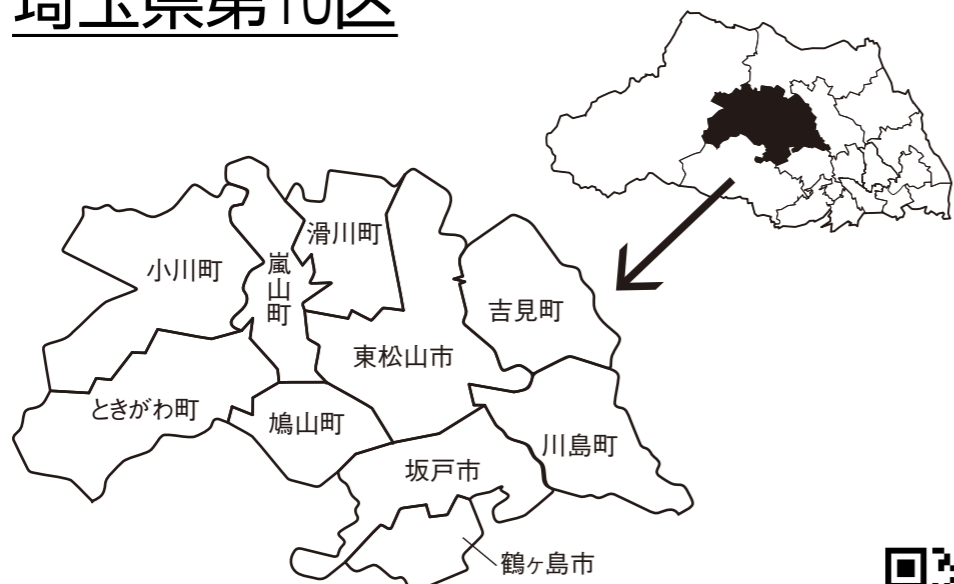 埼玉県第10区
滑川町
小川町
嵐山町
吉見町
東松山市
ときがわ町
鳩山町
川島町
坂戸市
鶴ヶ島市